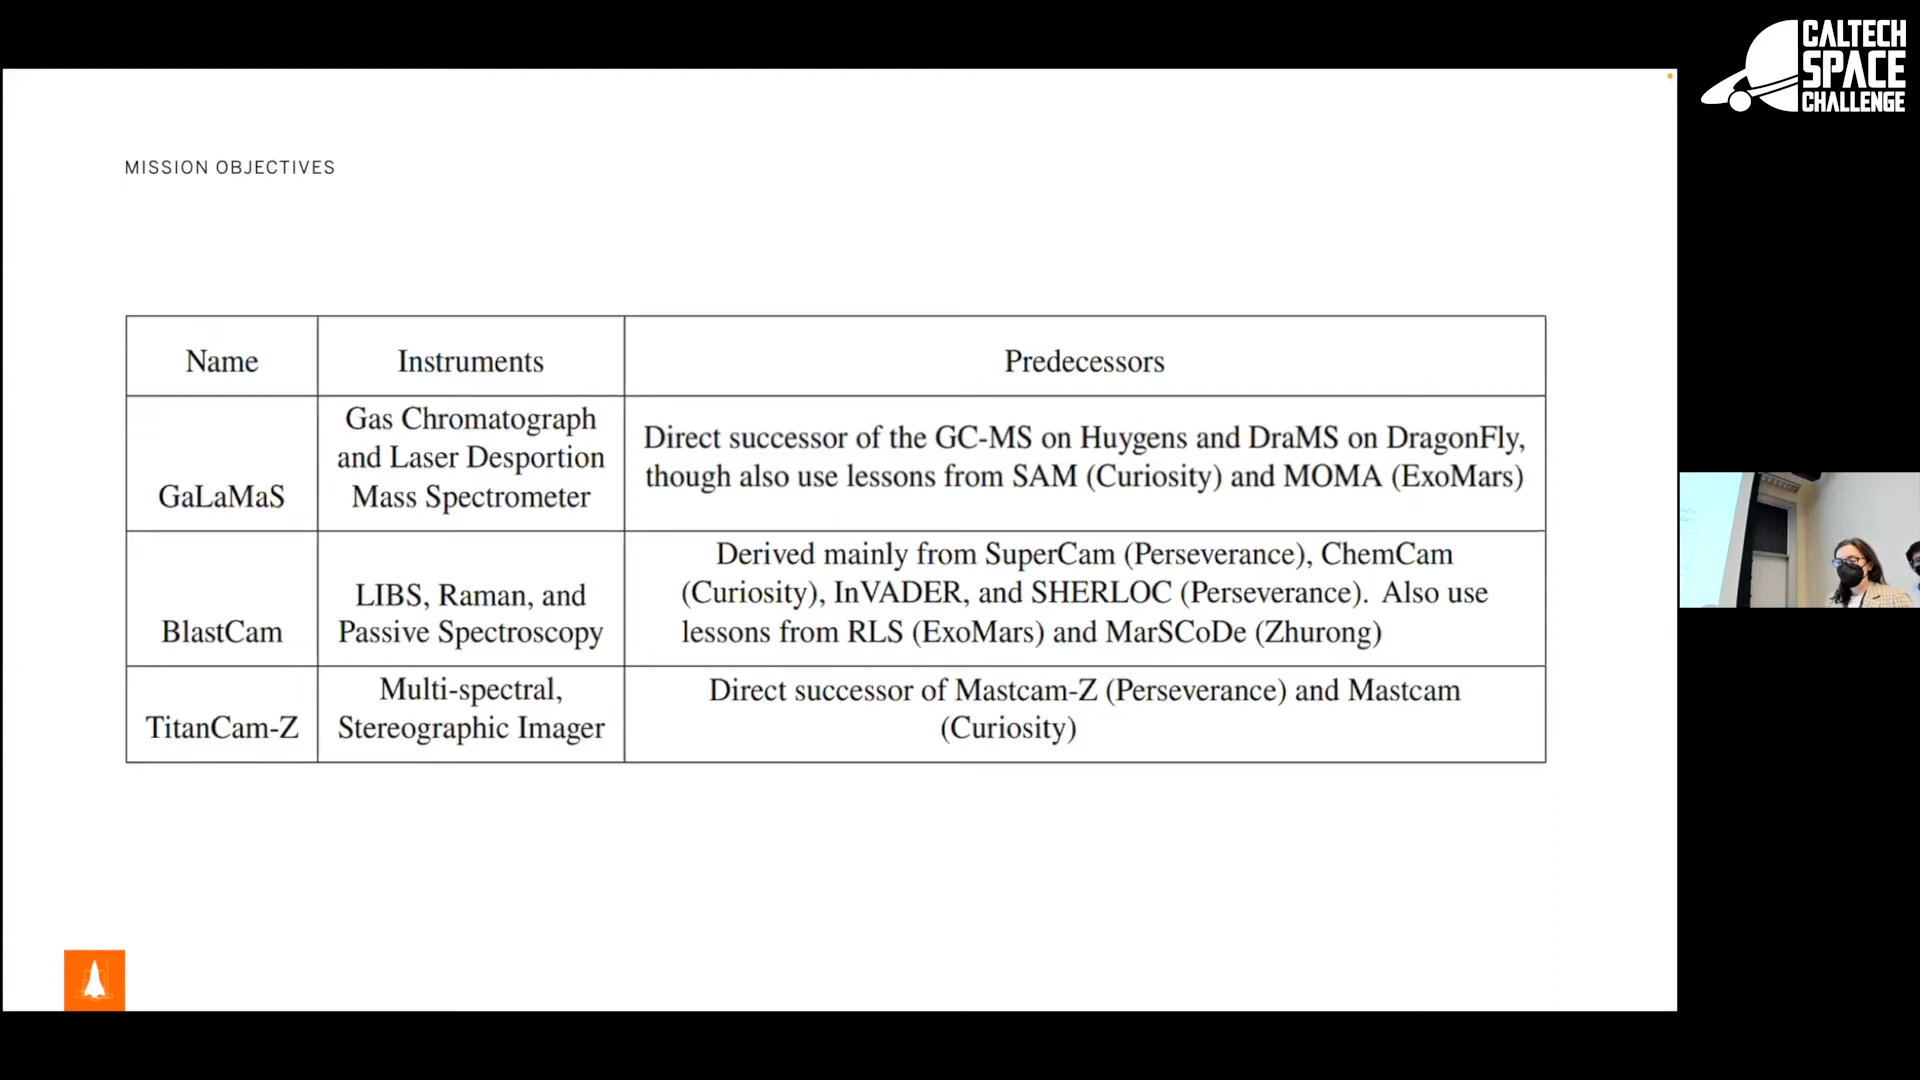 CALTECH
SPACE
CHALLENGE
MISSION OBJECTIVES
Name
Instruments
Predecessors
GaLaMaS
Gas Chromatograph
and Laser Desportion
Mass Spectrometer
Direct successor of the GC-MS on Huygens and DraMS on DragonFly,
though also use lessons from SAM (Curiosity) and MOMA (ExoMars)
BlastCam
LIBS, Raman, and
Passive Spectroscopy
Derived mainly from SuperCam (Perseverance), ChemCam
(Curiosity), InVADER, and SHERLOC (Perseverance). Also use
lessons from RLS (ExoMars) and MarSCoDe (Zhurong)
TitanCam-Z
Multi-spectral,
Stereographic Imager
Direct successor of Mastcam-Z (Perseverance) and Mastcam
(Curiosity)